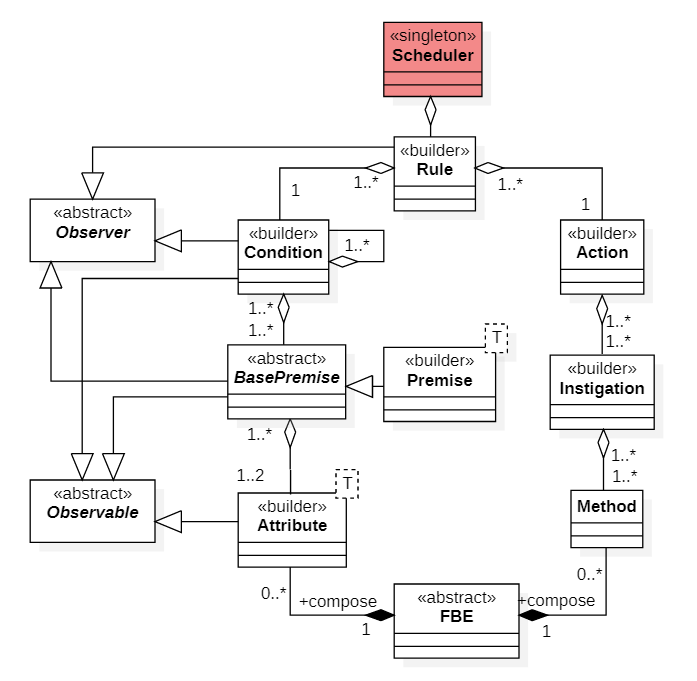 «singleton»
Scheduler
«builder»
Rule
1..*
1..*
1
1
«abstract»
Observer
«builder»
Condition
1..*
«builder»
Action
1..*
1..*
1..*
1..*
«abstract»
BasePremise
T
«builder»
Premise
«builder»
Instigation
1..*
1..*
1..*
1..2
«abstract»
Observable
T
«builder»
Attribute
Method
0..*
0..*
+compose
+compose
1
1
«abstract»
FBE